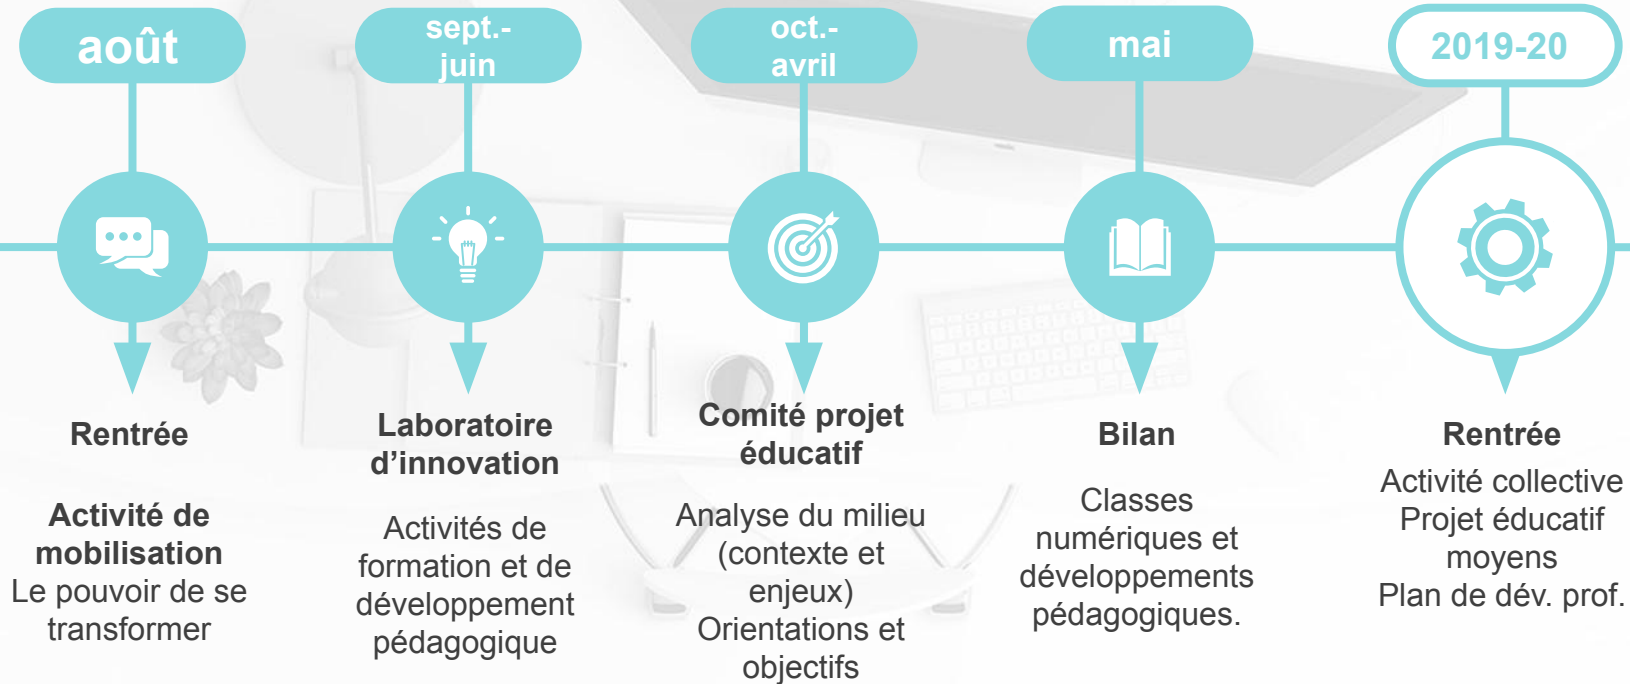 août
sept.-
juin
oct.-
avril
mai
2019-20
Rentrée
Activité de
mobilisation
Le pouvoir de se
transformer
Laboratoire
d’innovation
Activités de
formation et de
développement
pédagogique
Comité projet
éducatif
Analyse du milieu
(contexte et
enjeux)
Orientations et
objectifs
Bilan
Classes
numériques et
développements
pédagogiques.
Rentrée
Activité collective
Projet éducatif
moyens
Plan de dév. prof.